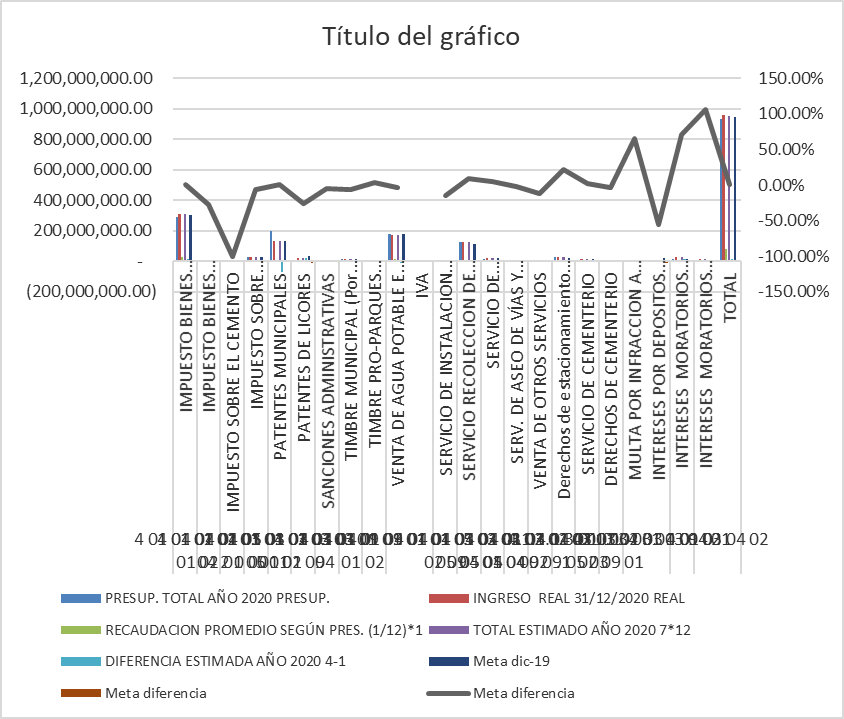 Título del gráfico
1,200,000,000.00
1,000,000,000.00
800,000,000.00
600,000,000.00
400,000,000.00
200,000,000.00
-
(200,000,000.00)
150.00%
100.00%
50.00%
0.00%
-50.00%
-100.00%
-150.00%
IMPUESTO BIENES…
IMPUESTO BIENES…
IMPUESTO SOBRE EL CEMENTO
IMPUESTO SOBRE…
PATENTES MUNICIPALES
PATENTES DE LICORES
SANCIONES ADMINISTRATIVAS
TIMBRE MUNICIPAL (Por…
TIMBRE PRO-PARQUES…
VENTA DE AGUA POTABLE E…
IVA
SERVICIO DE INSTALACION…
SERVICIO RECOLECCION DE…
SERVICIO DE…
SERV. DE ASEO DE VÍAS Y…
VENTA DE OTROS SERVICIOS
Derechos de estacionamiento…
SERVICIO DE CEMENTERIO
DERECHOS DE CEMENTERIO
MULTA POR INFRACCION A…
INTERESES POR DEPOSITOS…
INTERESES MORATORIOS…
INTERESES MORATORIOS…
TOTAL
PRESUP. TOTAL AÑO 2020 PRESUP.
INGRESO REAL 31/12/2020 REAL
RECAUDACION PROMEDIO SEGÚN PRES. (1/12)*1
TOTAL ESTIMADO AÑO 2020 7*12
DIFERENCIA ESTIMADA AÑO 2020 4-1
Meta dic-19
Meta diferencia
Meta diferencia